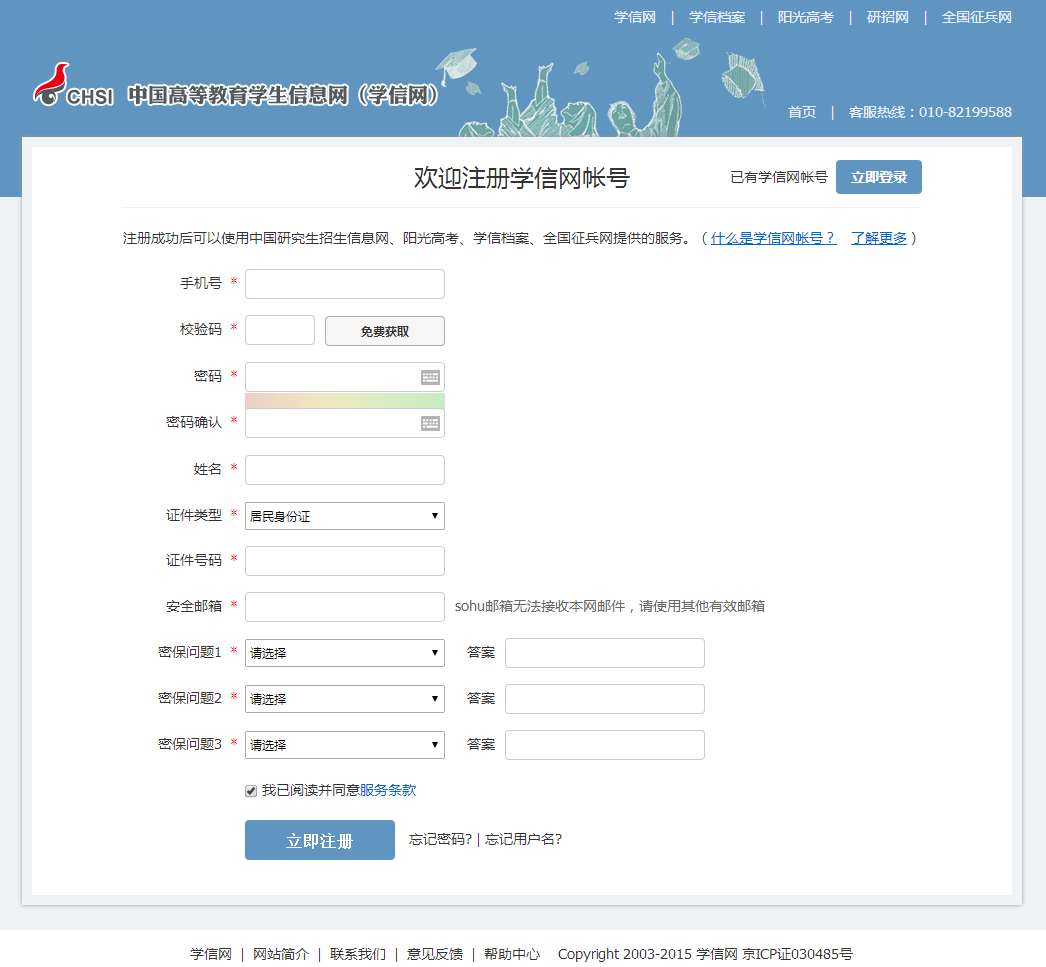 学信网 | 学信档案 | 阳光高考 | 研招网 | 全国征兵网
CHSI 中国高等教育学生信息网（学信网）
首页 | 客服热线：010-82199588
欢迎注册学信网帐号
已有学信网帐号 立即登录
注册成功后可以使用中国研究生招生信息网、阳光高考、学信档案、全国征兵网提供的服务。（什么是学信网帐号？ 了解更多）
手机号 *
校验码 * 免费获取
密码 *
密码确认 *
姓名 *
证件类型 * 居民身份证
证件号码 *
安全邮箱 * sohu邮箱无法接收本网邮件，请使用其他有效邮箱
密保问题1 * 请选择 答案
密保问题2 * 请选择 答案
密保问题3 * 请选择 答案
我已阅读并同意服务条款
立即注册 忘记密码? | 忘记用户名?
学信网 | 网站简介 | 联系我们 | 意见反馈 | 帮助中心 Copyright 2003-2015 学信网 京ICP证030485号